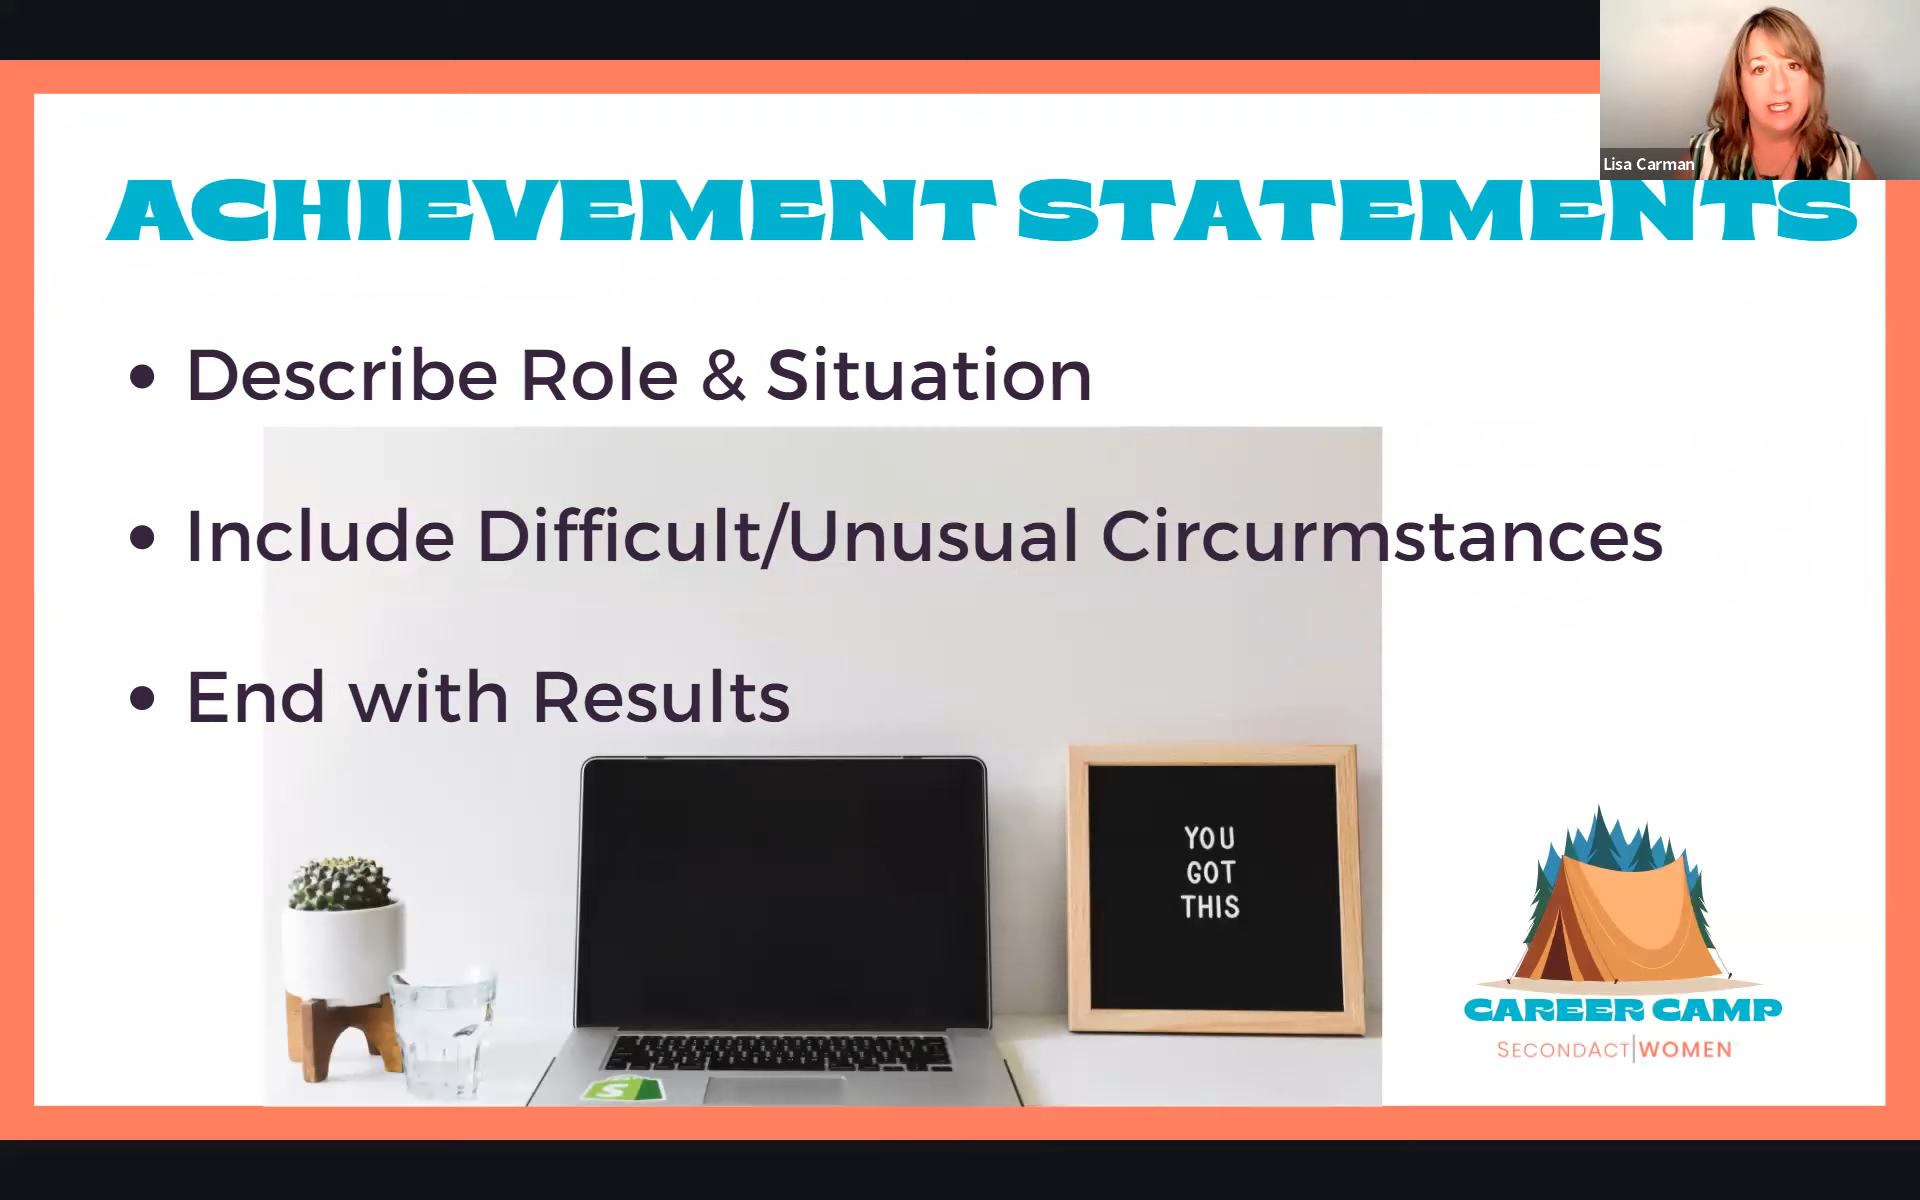 Lisa Carman
ACHIEVEMENT STATEMENTS
• Describe Role & Situation
• Include Difficult/Unusual Circurmstances
• End with Results
YOU
GOT
THIS
S
CAREER CAMP
SECONDACT|WOMEN